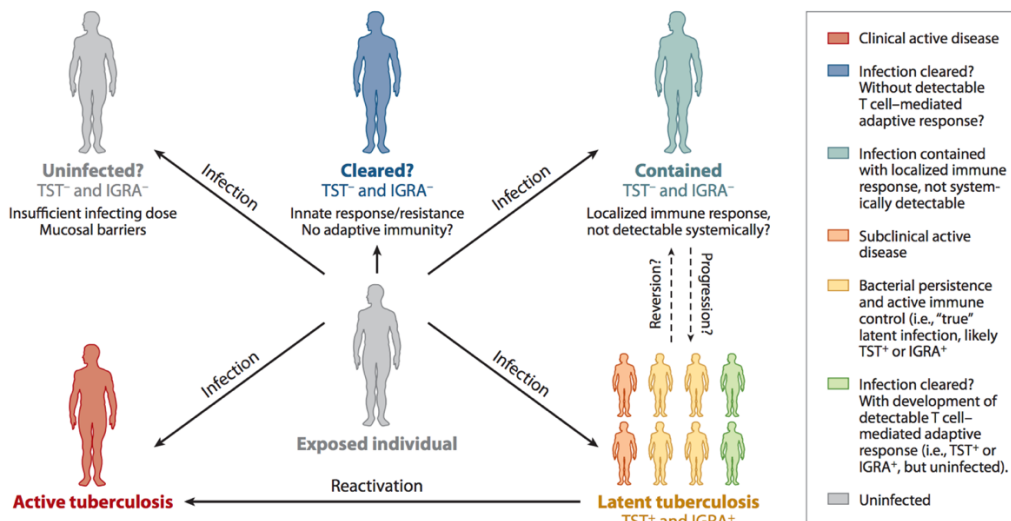 Uninfected?
TST⁻ and IGRA⁻
Insufficient infecting dose
Mucosal barriers
Cleared?
TST⁻ and IGRA⁻
Innate response/resistance
No adaptive immunity?
Contained
TST⁻ and IGRA⁻
Localized immune response,
not detectable systemically?
Infection
Infection
Reversion?
Progression?
Infection
Infection
Exposed individual
Active tuberculosis
Reactivation
Latent tuberculosis
TST⁺ and IGRA⁺
Clinical active disease
Infection cleared?
Without detectable
T cell–mediated
adaptive response?
Infection contained
with localized immune
response, not system-
ically detectable
Subclinical active
disease
Bacterial persistence
and active immune
control (i.e., “true”
latent infection, likely
TST⁺ or IGRA⁺
Infection cleared?
With development of
detectable T cell–
mediated adaptive
response (i.e., TST⁺ or
IGRA⁺, but uninfected).
Uninfected